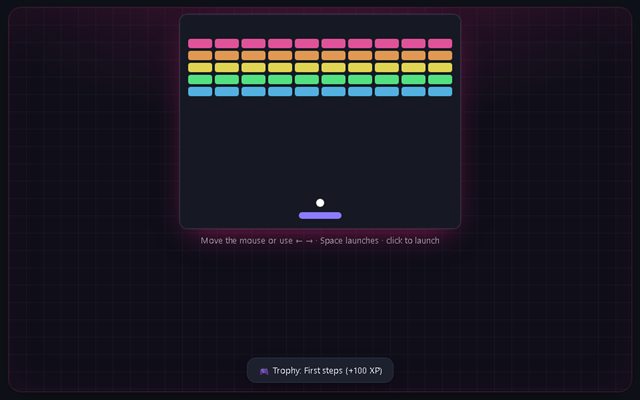 Move the mouse or use ← → · Space launches · click to launch
Trophy: First steps (+100 XP)